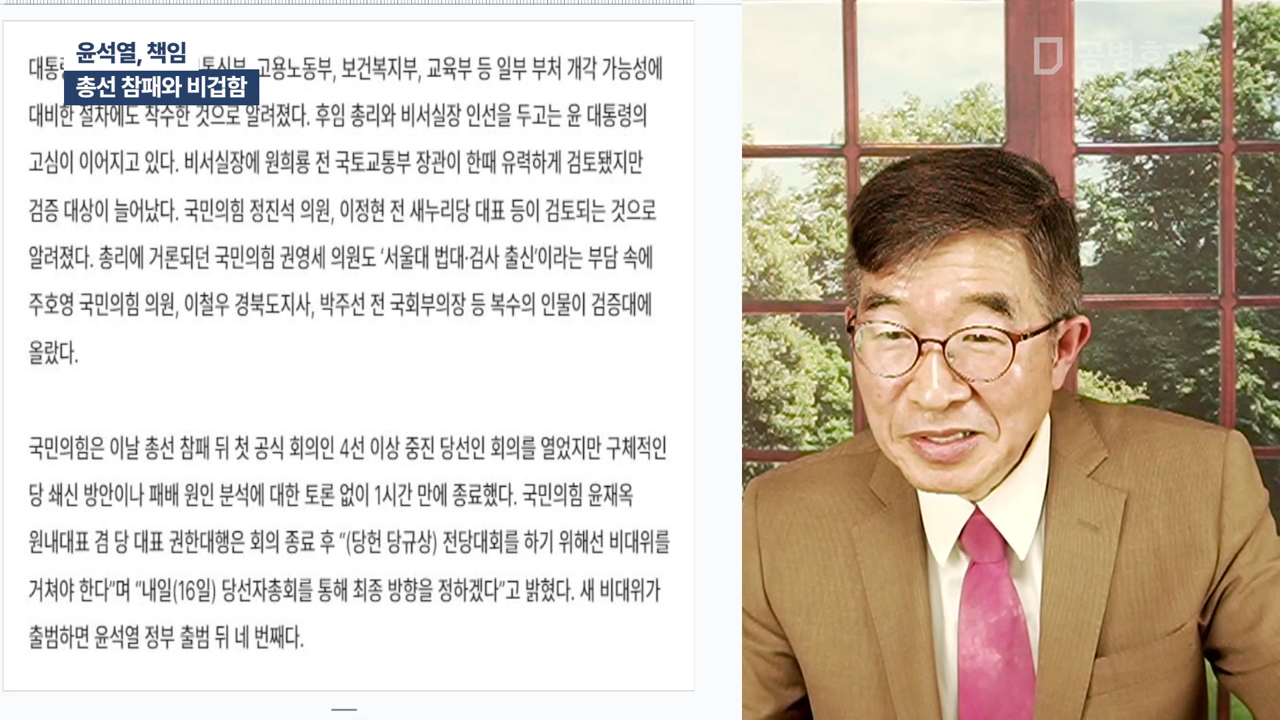 윤석열, 책임
총선 참패와 비겁함
공병호
고용노동부, 보건복지부, 교육부 등 일부 부처 개각 가능성에
대비한 절차에도 착수한 것으로 알려졌다. 후임 총리와 비서실장 인선을 두고는 윤 대통령의
고심이 이어지고 있다. 비서실장에 원희룡 전 국토교통부 장관이 한때 유력하게 검토됐지만
검증 대상이 늘어났다. 국민의힘 정진석 의원, 이정현 전 새누리당 대표 등이 검토되는 것으로
알려졌다. 총리에 거론되던 국민의힘 권영세 의원도 ‘서울대 법대·검사 출신’이라는 부담 속에
주호영 국민의힘 의원, 이철우 경북도지사, 박주선 전 국회부의장 등 복수의 인물이 검증대에
올랐다.
국민의힘은 이날 총선 참패 뒤 첫 공식 회의인 4선 이상 중진 당선인 회의를 열었지만 구체적인
당 쇄신 방안이나 패배 원인 분석에 대한 토론 없이 1시간 만에 종료했다. 국민의힘 윤재옥
원내대표 겸 당 대표 권한대행은 회의 종료 후 “(당헌 당규상) 전당대회를 하기 위해선 비대위를
거쳐야 한다”며 “내일(16일) 당선자총회를 통해 최종 방향을 정하겠다”고 밝혔다. 새 비대위가
출범하면 윤석열 정부 출범 뒤 네 번째다.